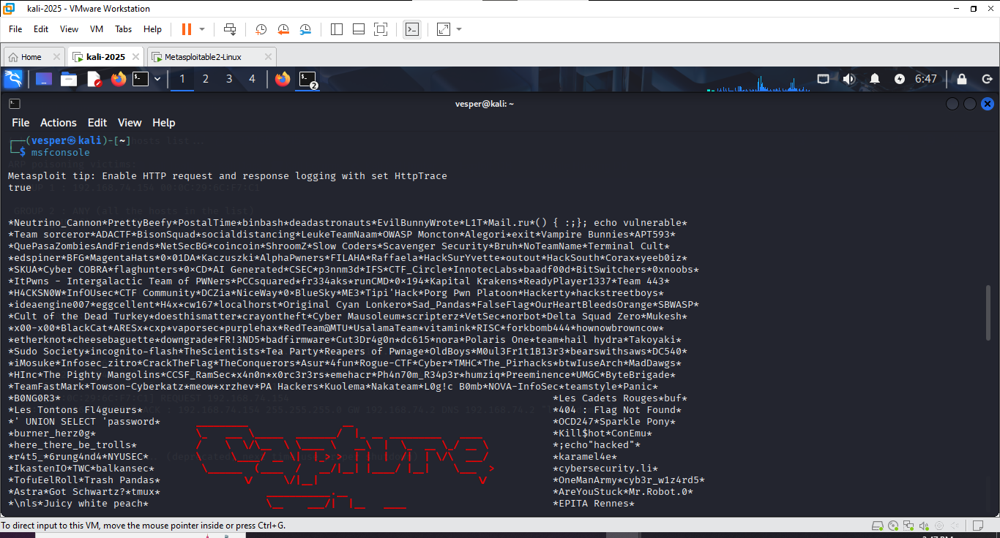 kali-2025 - VMware Workstation
File Edit View VM Tabs Help
Home kali-2025 Metasploitable2-Linux
1 2 3 4 2 6:47
vesper@kali: ~
File Actions Edit View Help
┌──(vesper㉿kali)-[~]
└─$ msfconsole
Metasploit tip: Enable HTTP request and response logging with set HttpTrace
true
*Neutrino_Cannon*PrettyBeefy*PostalTime*binbash*deadastronauts*EvilBunnyWrote*L1T*Mail.ru*() { :;}; echo vulnerable*
*Team sorceror*ADACTF*BisonSquad*socialdistancing*LeukeTeamNaam*OWASP Moncton*Alegori*exit*Vampire Bunnies*APT593*
*QuePasaZombiesAndFriends*NetSecBG*coincoin*ShroomZ*Slow Coders*Scavenger Security*Bruh*NoTeamName*Terminal Cult*
*edspiner*BFG*MagentaHats*0×01DA*Kaczuszki*AlphaPwners*FILAHA*Raffaela*HackSurYvette*outout*HackSouth*Corax*yeeb0iz*
*SKUA*Cyber COBRA*flaghunters*0×CD*AI Generated*CSEC*p3nnm3d*IFS*CTF_Circle*InnotecLabs*baadf00d*BitSwitchers*0xnoobs*
*ItPwns - Intergalactic Team of PWNers*PCCsquared*fr334aks*runCMD*0×194*Kapital Krakens*ReadyPlayer1337*Team 443*
*H4CKSN0W*InfOUsec*CTF Community*DCZia*NiceWay*0×BlueSky*ME3*Tipi'Hack*Porg Pwn Platoon*Hackerty*hackstreetboys*
*ideaengine007*eggcellent*H4x*cw167*localhorst*Original Cyan Lonkero*Sad_Pandas*FalseFlag*OurHeartBleedsOrange*SBWASP*
*Cult of the Dead Turkey*doesthismatter*crayontheft*Cyber Mausoleum*scripterz*VetSec*norbot*Delta Squad Zero*Mukesh*
*x00-x00*BlackCat*ARESx*cxp*vaporsec*purplehax*RedTeam@MTU*UsalamaTeam*vitamink*RISC*forkbomb444*hownowbrowncow*
*etherknot*cheesebaguette*downgrade*FR!3ND5*badfirmware*Cut3Dr4g0n*dc615*nora*Polaris One*team*hail hydra*Takoyaki*
*Sudo Society*incognito-flash*TheScientists*Tea Party*Reapers of Pwnage*OldBoys*M0ul3Fr1t1B13r3*bearswithsaws*DC540*
*iMosuke*Infosec_zitro*CrackTheFlag*TheConquerors*Asur*4fun*Rogue-CTF*Cyber*TMHC*The_Pirhacks*btwIuseArch*MadDawgs*
*HInc*The Pighty Mangolins*CCSF_RamSec*x4n0n*x0rc3r3rs*emehacr*Ph4n70m_R34p3r*humziq*Preeminence*UMGC*ByteBrigade*
*TeamFastMark*Towson-Cyberkatz*meow*xrzhev*PA Hackers*Kuolema*Nakateam*L0g!c B0mb*NOVA-InfoSec*teamstyle*Panic*
*B0NG0R3* *Les Cadets Rouges*buf*
*Les Tontons Fl4gueurs* *404 : Flag Not Found*
*' UNION SELECT 'password* *OCD247*Sparkle Pony*
*burner_herz0g* *Kill$hot*ConEmu*
*here_there_be_trolls* *;echo"hacked"*
*r4t5_*6rung4nd4*NYUSEC* *karamel4e*
*IkastenIO*TWC*balkansec* *cybersecurity.li*
*TofuEelRoll*Trash Pandas* *OneManArmy*cyb3r_w1z4rd5*
*Astra*Got Schwartz?*tmux* *AreYouStuck*Mr.Robot.0*
*\nls*Juicy white peach* *EPITA Rennes*
To direct input to this VM, move the mouse pointer inside or press Ctrl+G.